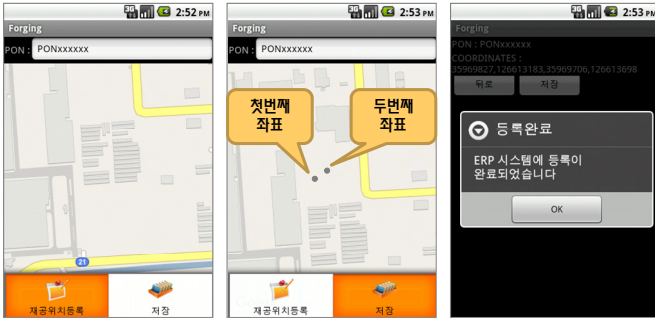 3G 2:52 PM
Forging
PON : PONxxxxxx
21
재공위치등록
저장
3G 2:53 PM
Forging
PON : PONxxxxxx
첫번째
좌표
두번째
좌표
재공위치등록
저장
3G 2:53 PM
Forging
PON : PONxxxxxx
COORDINATES :
35969827,126613183,35969706,126613698
뒤로
저장
등록완료
ERP 시스템에 등록이
완료되었습니다
OK